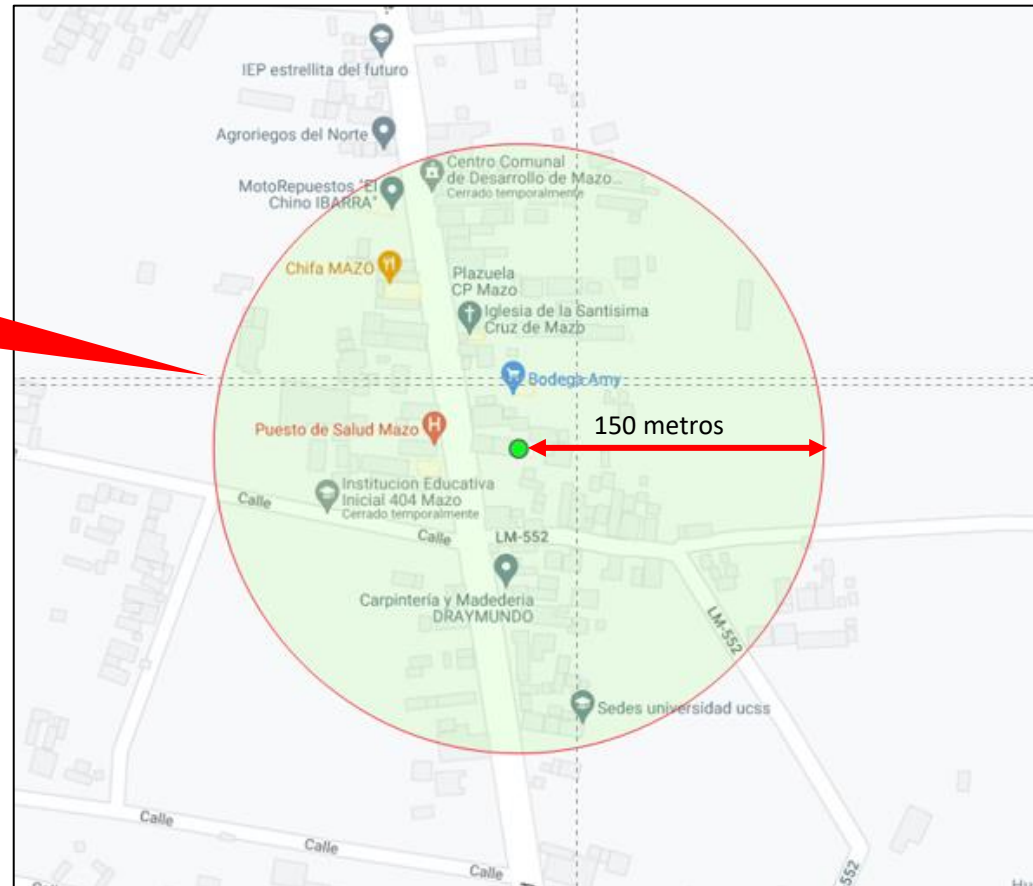 IEP estrellita del futuro
Agroriegos del Norte
Centro Comunal
de Desarrollo de Mazo...
Cerrado temporalmente
MotoRepuestos "El
Chino IBARRA"
Chifa MAZO
Plazuela
CP Mazo
Iglesia de la Santisima
Cruz de Mazo
Bodega Amy
150 metros
Puesto de Salud Mazo
Institucion Educativa
Inicial 404 Mazo
Cerrado temporalmente
Calle
Calle
LM-552
Carpintería y Madederia
DRAYMUNDO
LM-552
Sedes universidad ucss
Calle
Calle
Calle
552